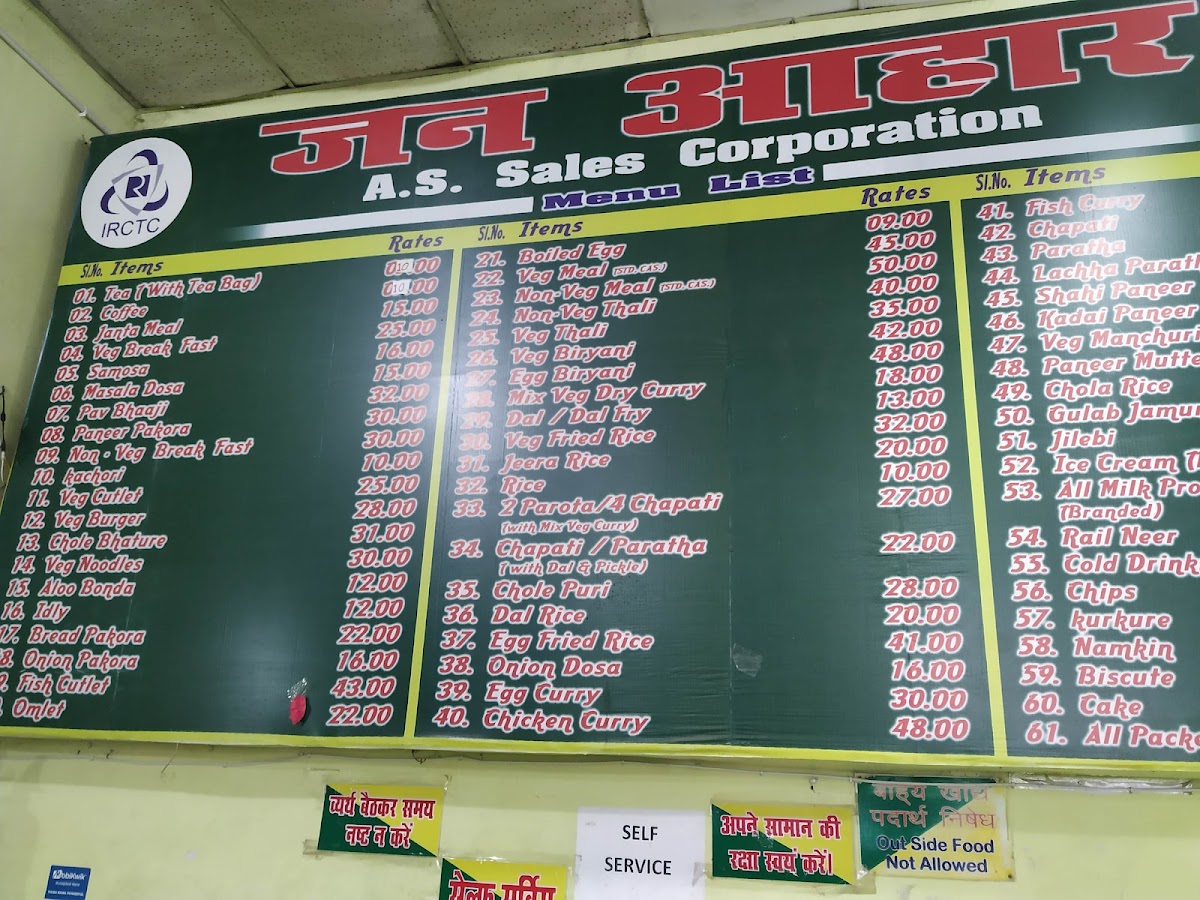 जन आहार
IRCTC
A.S. Sales Corporation
Menu List
Sl.No. Items Rates
01. Tea (With Tea Bag) 10.00
02. Coffee 10.00
03. Janta Meal 15.00
04. Veg Break Fast 25.00
05. Samosa 16.00
06. Masala Dosa 15.00
07. Pav Bhaaji 32.00
08. Paneer Pakora 30.00
09. Non - Veg Break Fast 30.00
10. kachori 10.00
11. Veg Cutlet 25.00
12. Veg Burger 28.00
13. Chole Bhature 31.00
14. Veg Noodles 30.00
15. Aloo Bonda 12.00
16. Idly 12.00
17. Bread Pakora 22.00
8. Onion Pakora 16.00
Fish Cutlet 43.00
Omlet 22.00
Sl.No. Items Rates
21. Boiled Egg 09.00
22. Veg Meal (STD. CAS.) 45.00
23. Non-Veg Meal (STD. CAS.) 50.00
24. Non-Veg Thali 40.00
25. Veg Thali 35.00
26. Veg Biryani 42.00
27. Egg Biryani 48.00
28. Mix Veg Dry Curry 18.00
29. Dal / Dal Fry 13.00
30. Veg Fried Rice 32.00
31. Jeera Rice 20.00
32. Rice 10.00
33. 2 Parota/4 Chapati 27.00
(with Mix Veg Curry)
34. Chapati / Paratha 22.00
( with Dal & Pickle)
35. Chole Puri 28.00
36. Dal Rice 20.00
37. Egg Fried Rice 41.00
38. Onion Dosa 16.00
39. Egg Curry 30.00
40. Chicken Curry 48.00
Sl.No. Items
41. Fish Curry
42. Chapati
43. Paratha
44. Lachha Parath
45. Shahi Paneer
46. Kadai Paneer
47. Veg Manchuri
48. Paneer Mutte
49. Chola Rice
50. Gulab Jamu
51. Jilebi
52. Ice Cream
53. All Milk Pro
(Branded)
54. Rail Neer
55. Cold Drink
56. Chips
57. kurkure
58. Namkin
59. Biscute
60. Cake
61. All Pack
व्यर्थ बैठकर समय
नष्ट न करें
SELF
SERVICE
अपने सामान की
रक्षा स्वयं करें।
बाह्य खाद्य
पदार्थ निषेध
Out Side Food
Not Allowed
सेल्फ सर्विस
MobiKwik